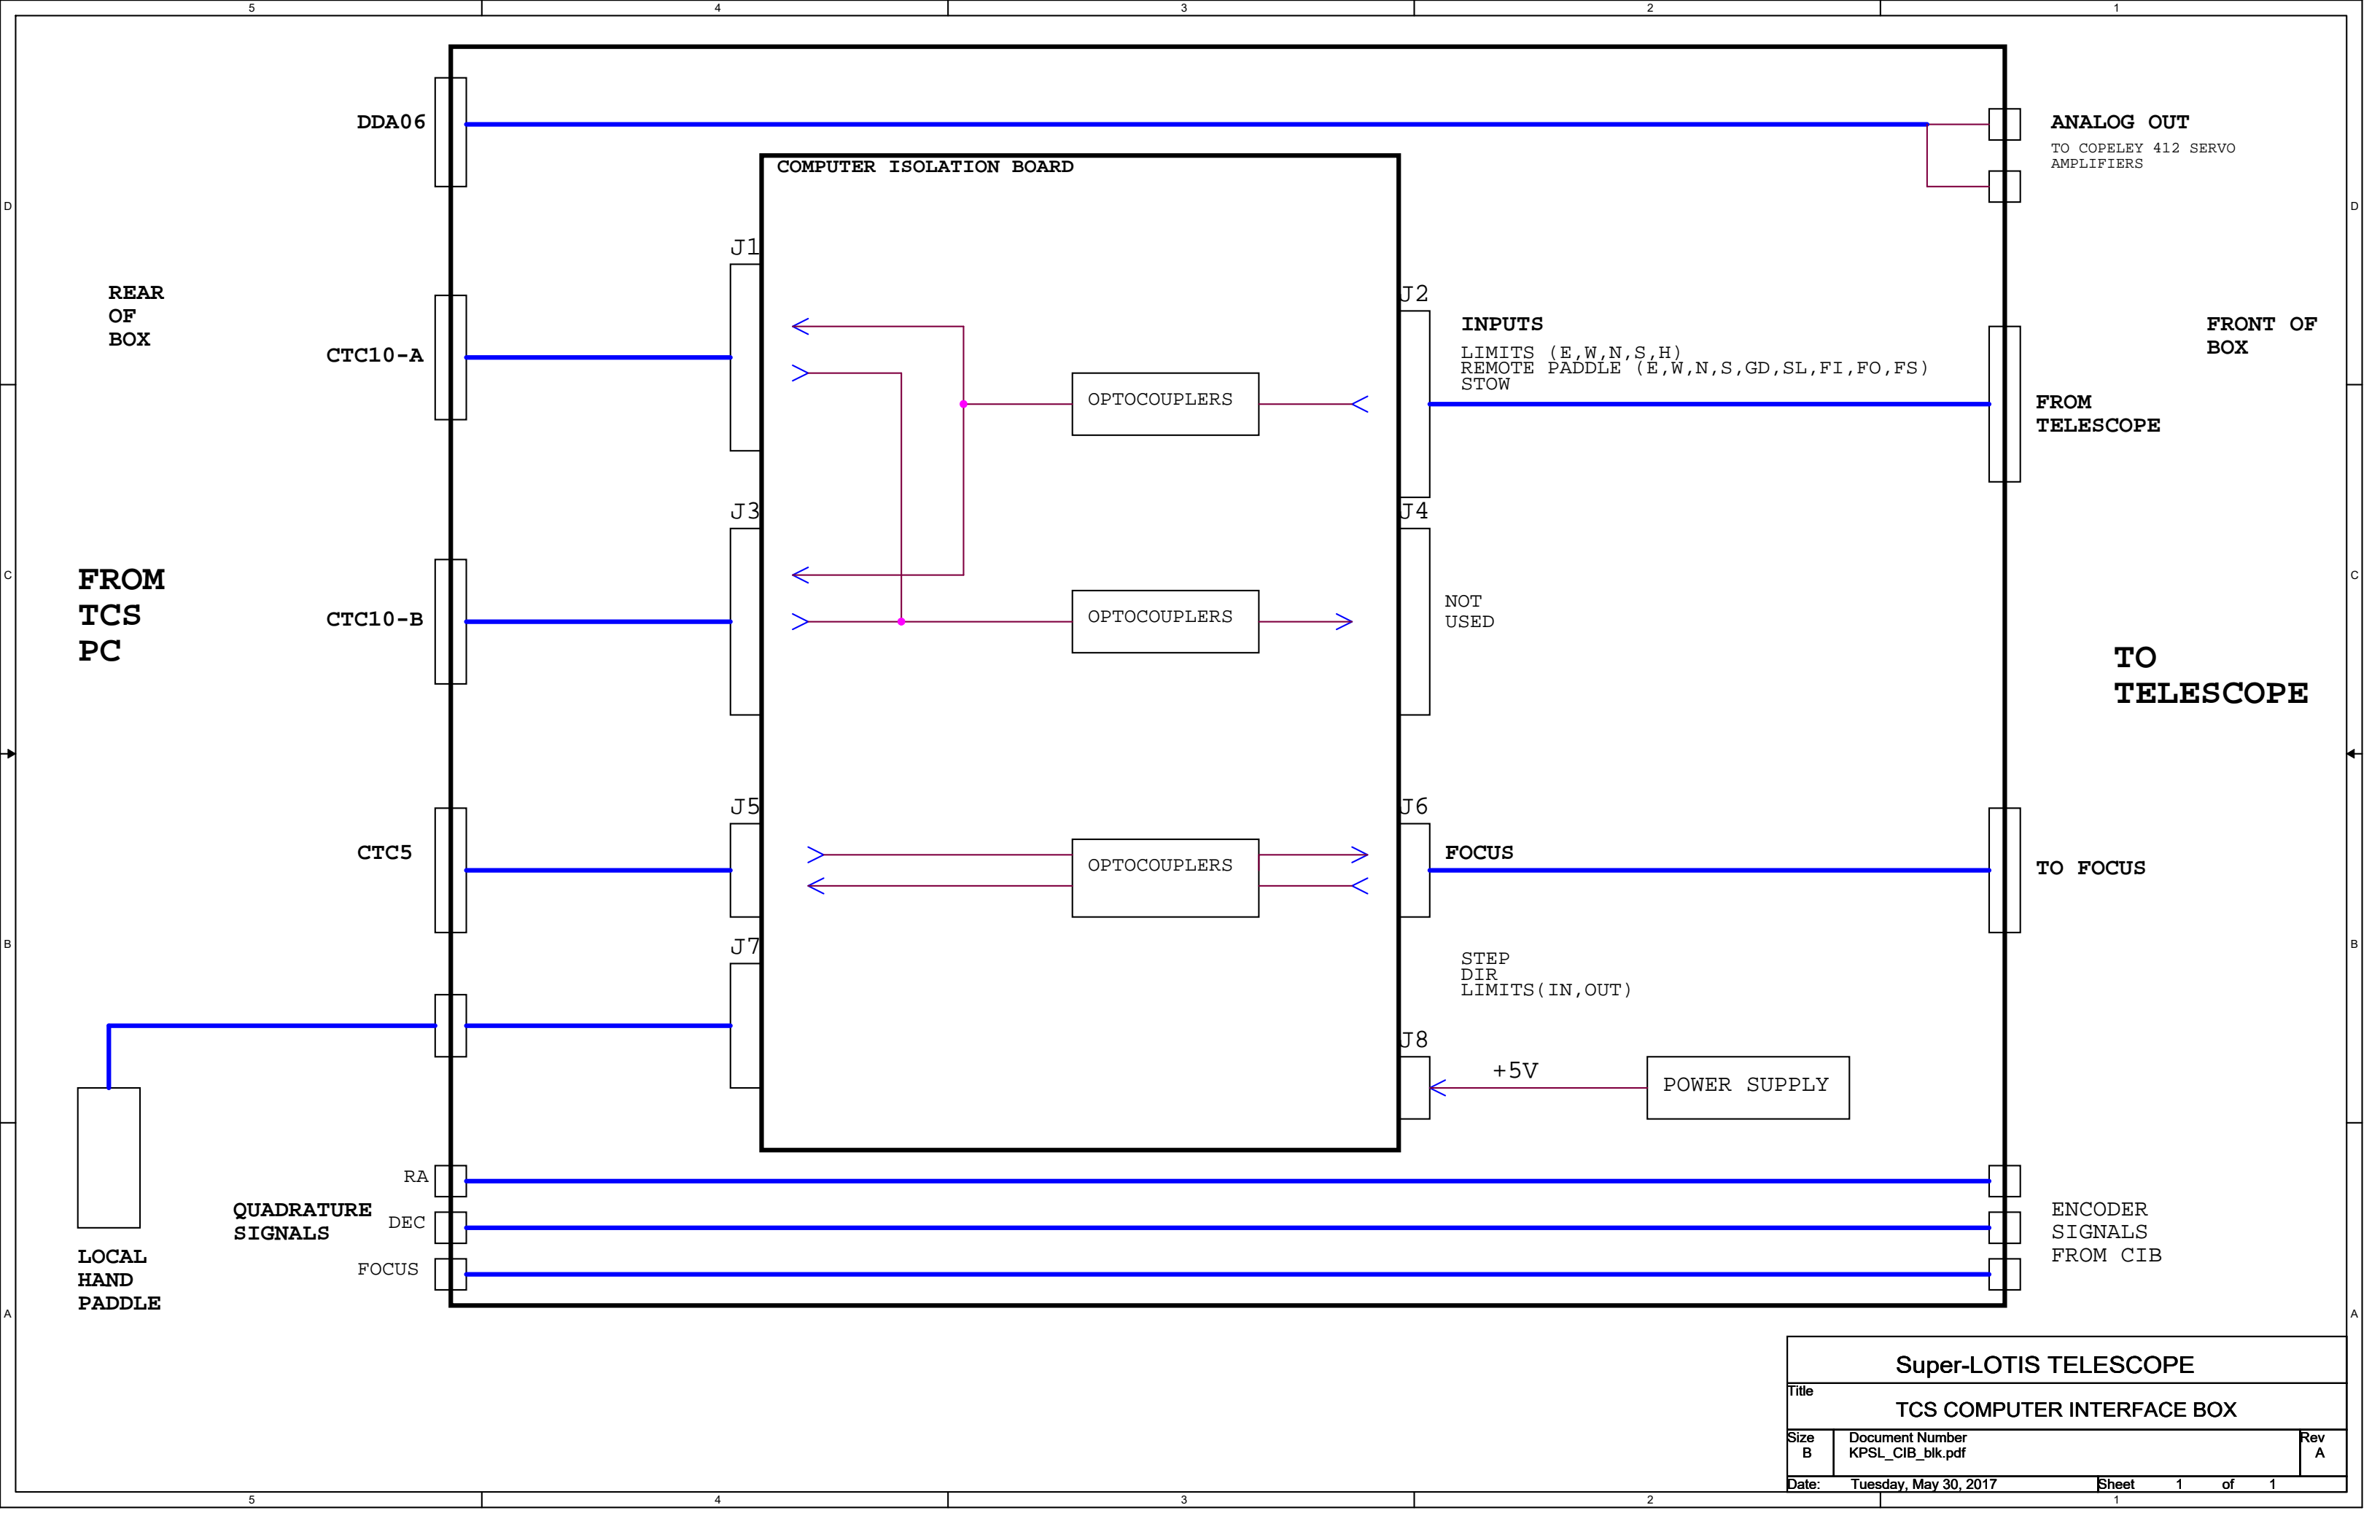 5 4 3 2 1
DDA06
ANALOG OUT
TO COPELEY 412 SERVO
AMPLIFIERS
COMPUTER ISOLATION BOARD
D
D
J1
REAR
OF
BOX
CTC10-A
OPTOCOUPLERS
J2
INPUTS
LIMITS (E,W,N,S,H)
REMOTE PADDLE (E,W,N,S,GD,SL,FI,FO,FS)
STOW
FRONT OF
BOX
FROM
TELESCOPE
J3
J4
C
C
FROM
TCS
PC
CTC10-B
OPTOCOUPLERS
NOT
USED
TO
TELESCOPE
J5
J6
CTC5
OPTOCOUPLERS
FOCUS
TO FOCUS
B
B
J7
STEP
DIR
LIMITS(IN,OUT)
J8
+5V
POWER SUPPLY
LOCAL
HAND
PADDLE
QUADRATURE
SIGNALS
RA
DEC
FOCUS
ENCODER
SIGNALS
FROM CIB
A
A
Super-LOTIS TELESCOPE
Title
TCS COMPUTER INTERFACE BOX
Size
B
Document Number
KPSL_CIB_blk.pdf
Rev
A
Date: Tuesday, May 30, 2017 Sheet 1 of 1
5 4 3 2 1